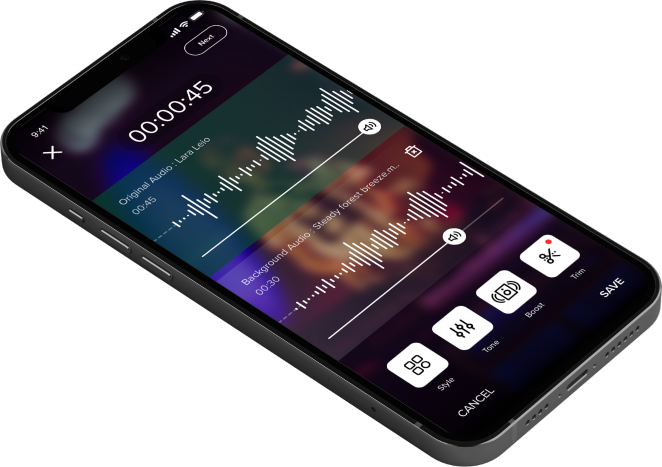 9:41
Next
00:00:45
Original Audio : Lara Leio
00:45
Background Audio : Steady forest breeze.m..
00:30
Style
Tone
Boost
Trim
CANCEL
SAVE